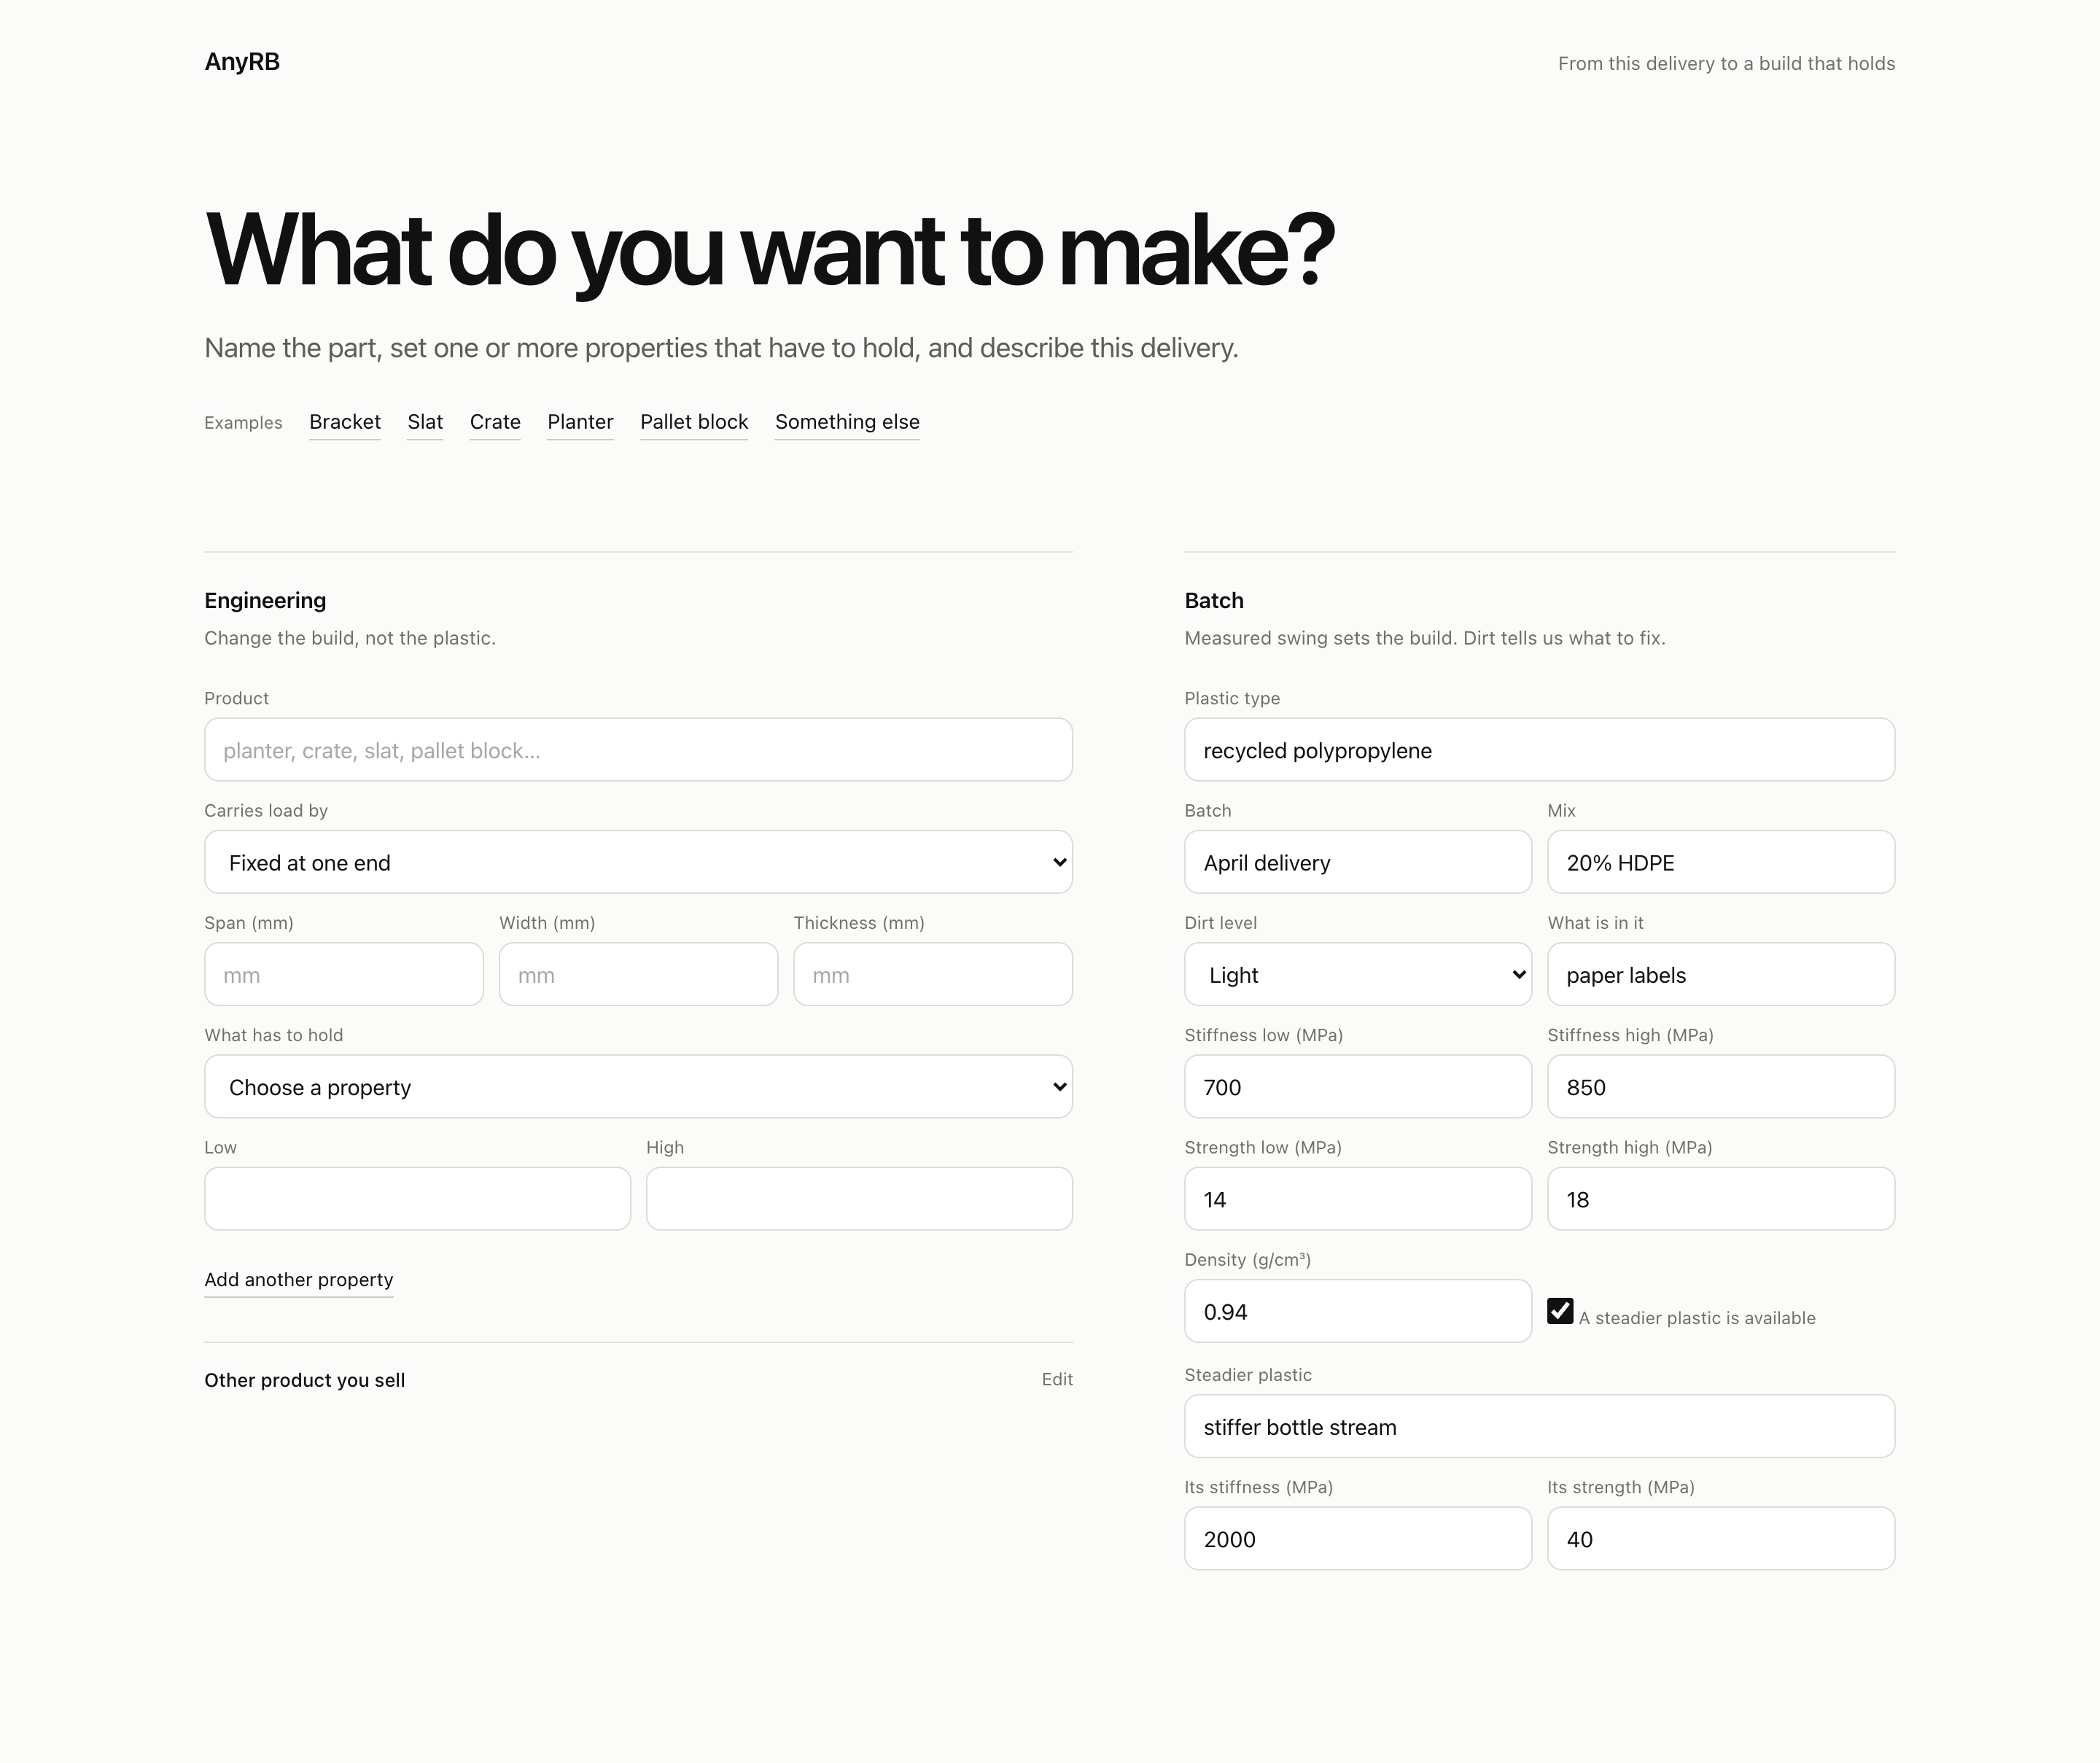 AnyRB
From this delivery to a build that holds
What do you want to make?
Name the part, set one or more properties that have to hold, and describe this delivery.
Examples Bracket Slat Crate Planter Pallet block Something else
Engineering
Change the build, not the plastic.
Product
planter, crate, slat, pallet block...
Carries load by
Fixed at one end
Span (mm) Width (mm) Thickness (mm)
mm mm mm
What has to hold
Choose a property
Low High
Add another property
Other product you sell Edit
Batch
Measured swing sets the build. Dirt tells us what to fix.
Plastic type
recycled polypropylene
Batch Mix
April delivery 20% HDPE
Dirt level What is in it
Light paper labels
Stiffness low (MPa) Stiffness high (MPa)
700 850
Strength low (MPa) Strength high (MPa)
14 18
Density (g/cm³)
0.94 A steadier plastic is available
Steadier plastic
stiffer bottle stream
Its stiffness (MPa) Its strength (MPa)
2000 40